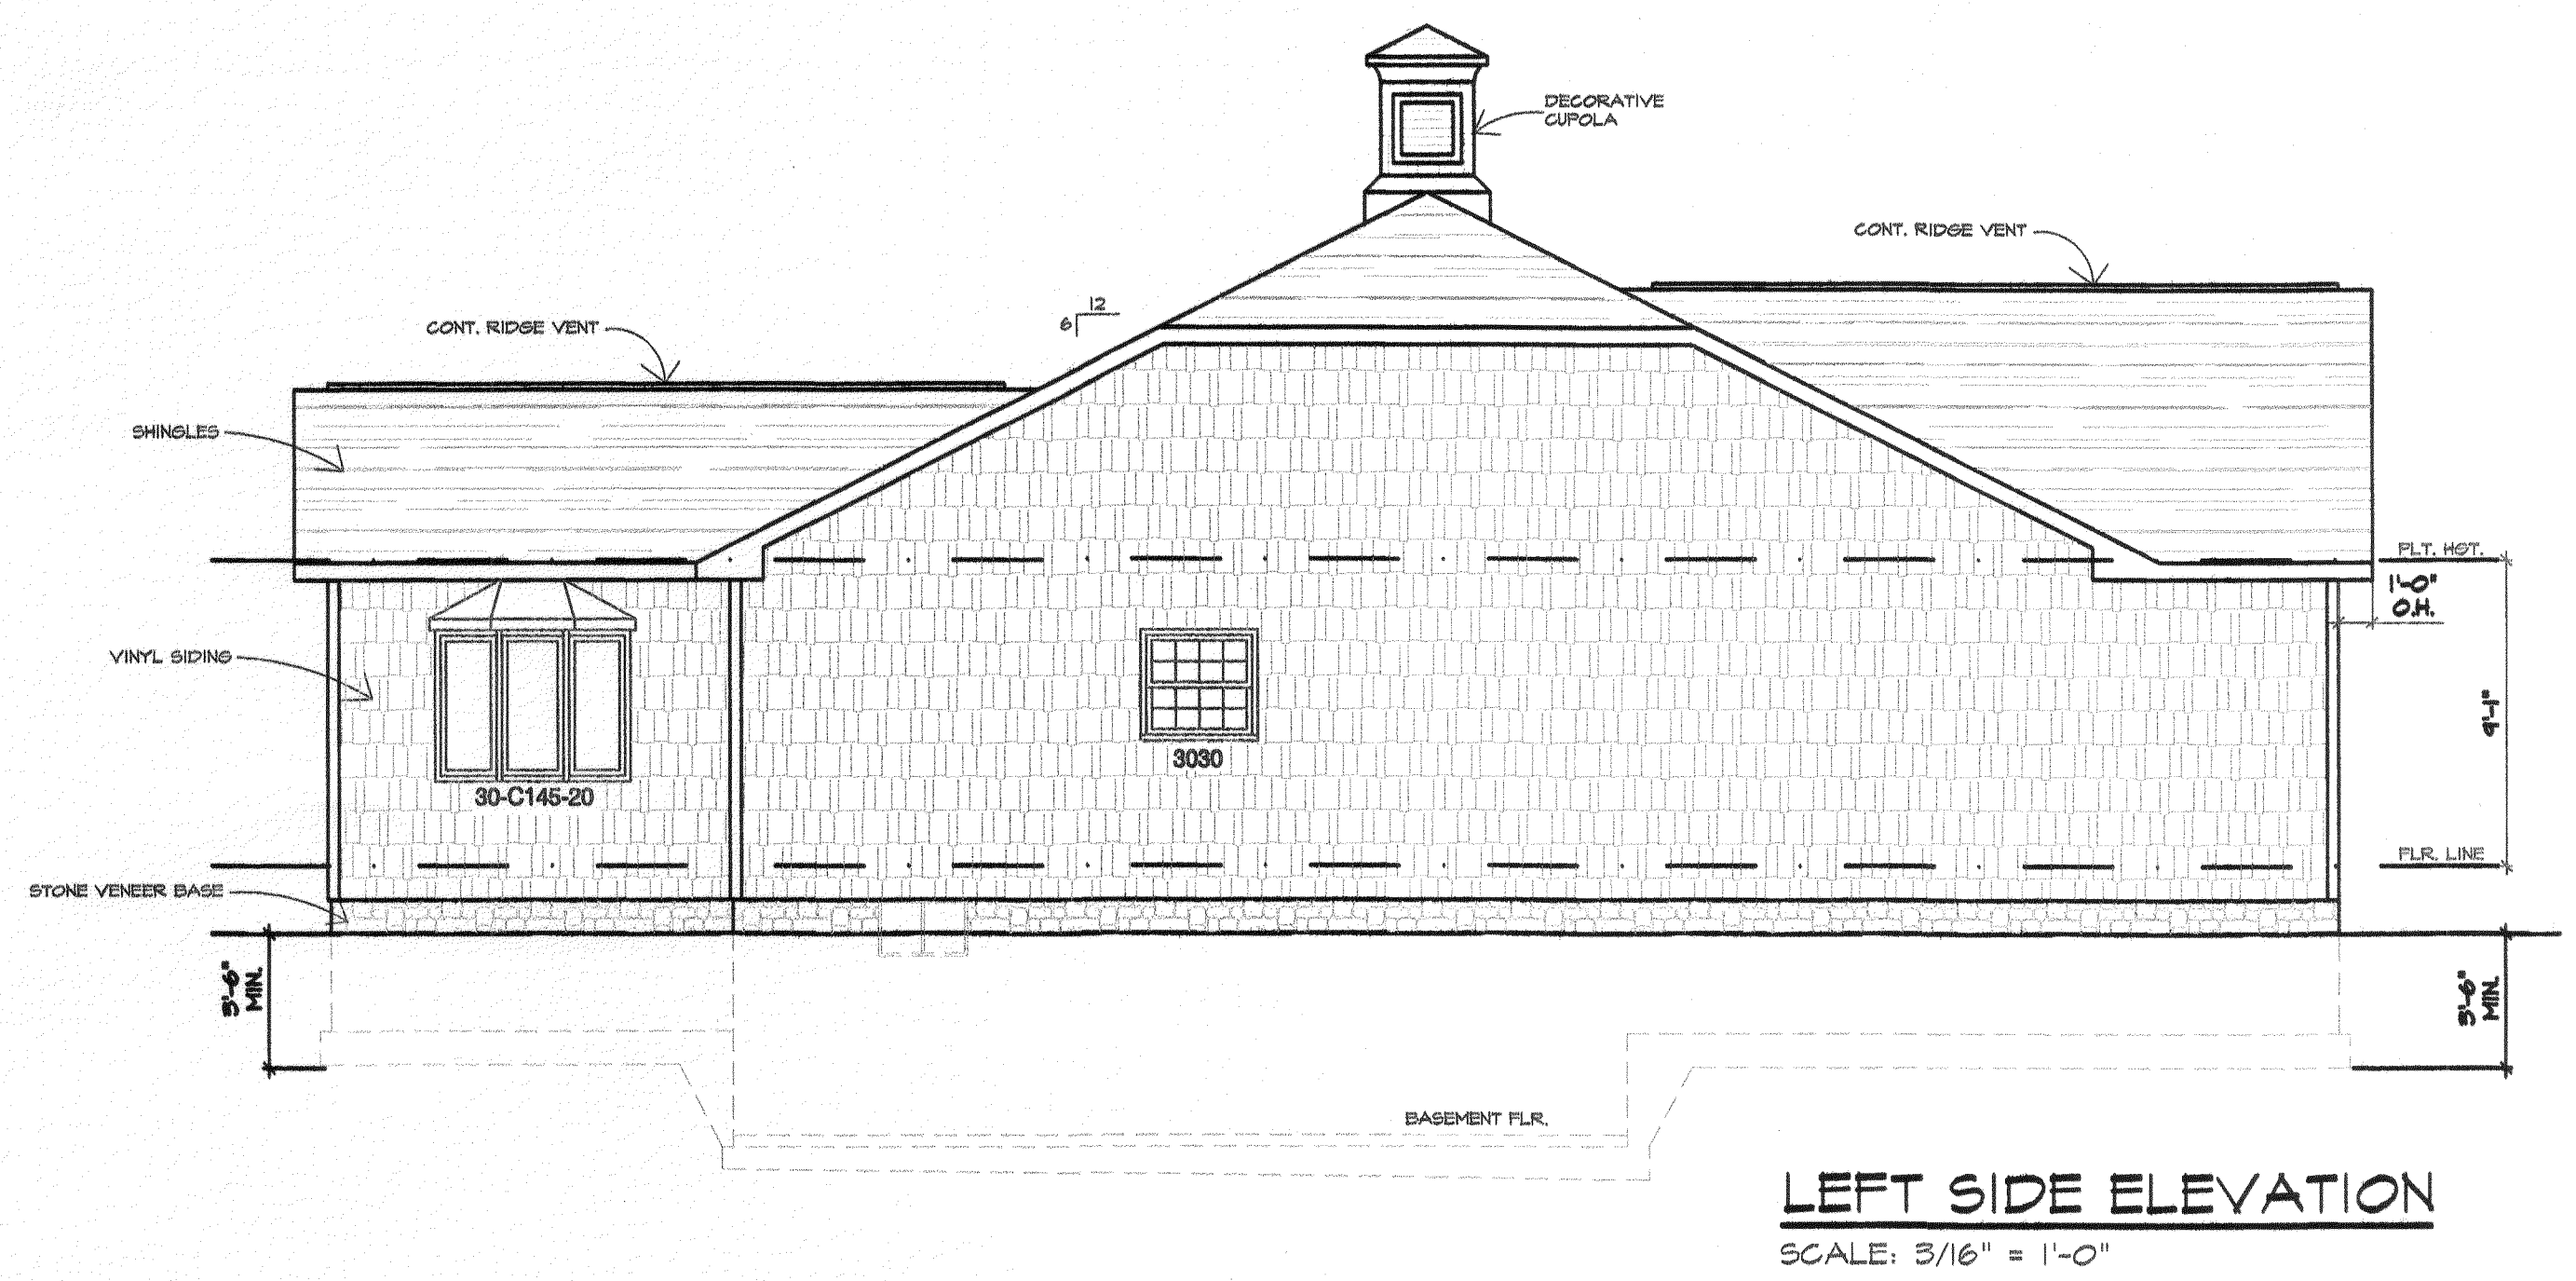 DECORATIVE
CUPOLA
CONT. RIDGE VENT
12
6
CONT. RIDGE VENT
SHINGLES
PLT. HGT.
1'-0"
O.H.
VINYL SIDING
9'-1"
3030
30-C145-20
FLR. LINE
STONE VENEER BASE
3'-6"
MIN.
3'-6"
MIN.
BASEMENT FLR.
LEFT SIDE ELEVATION
SCALE: 3/16" = 1'-0"